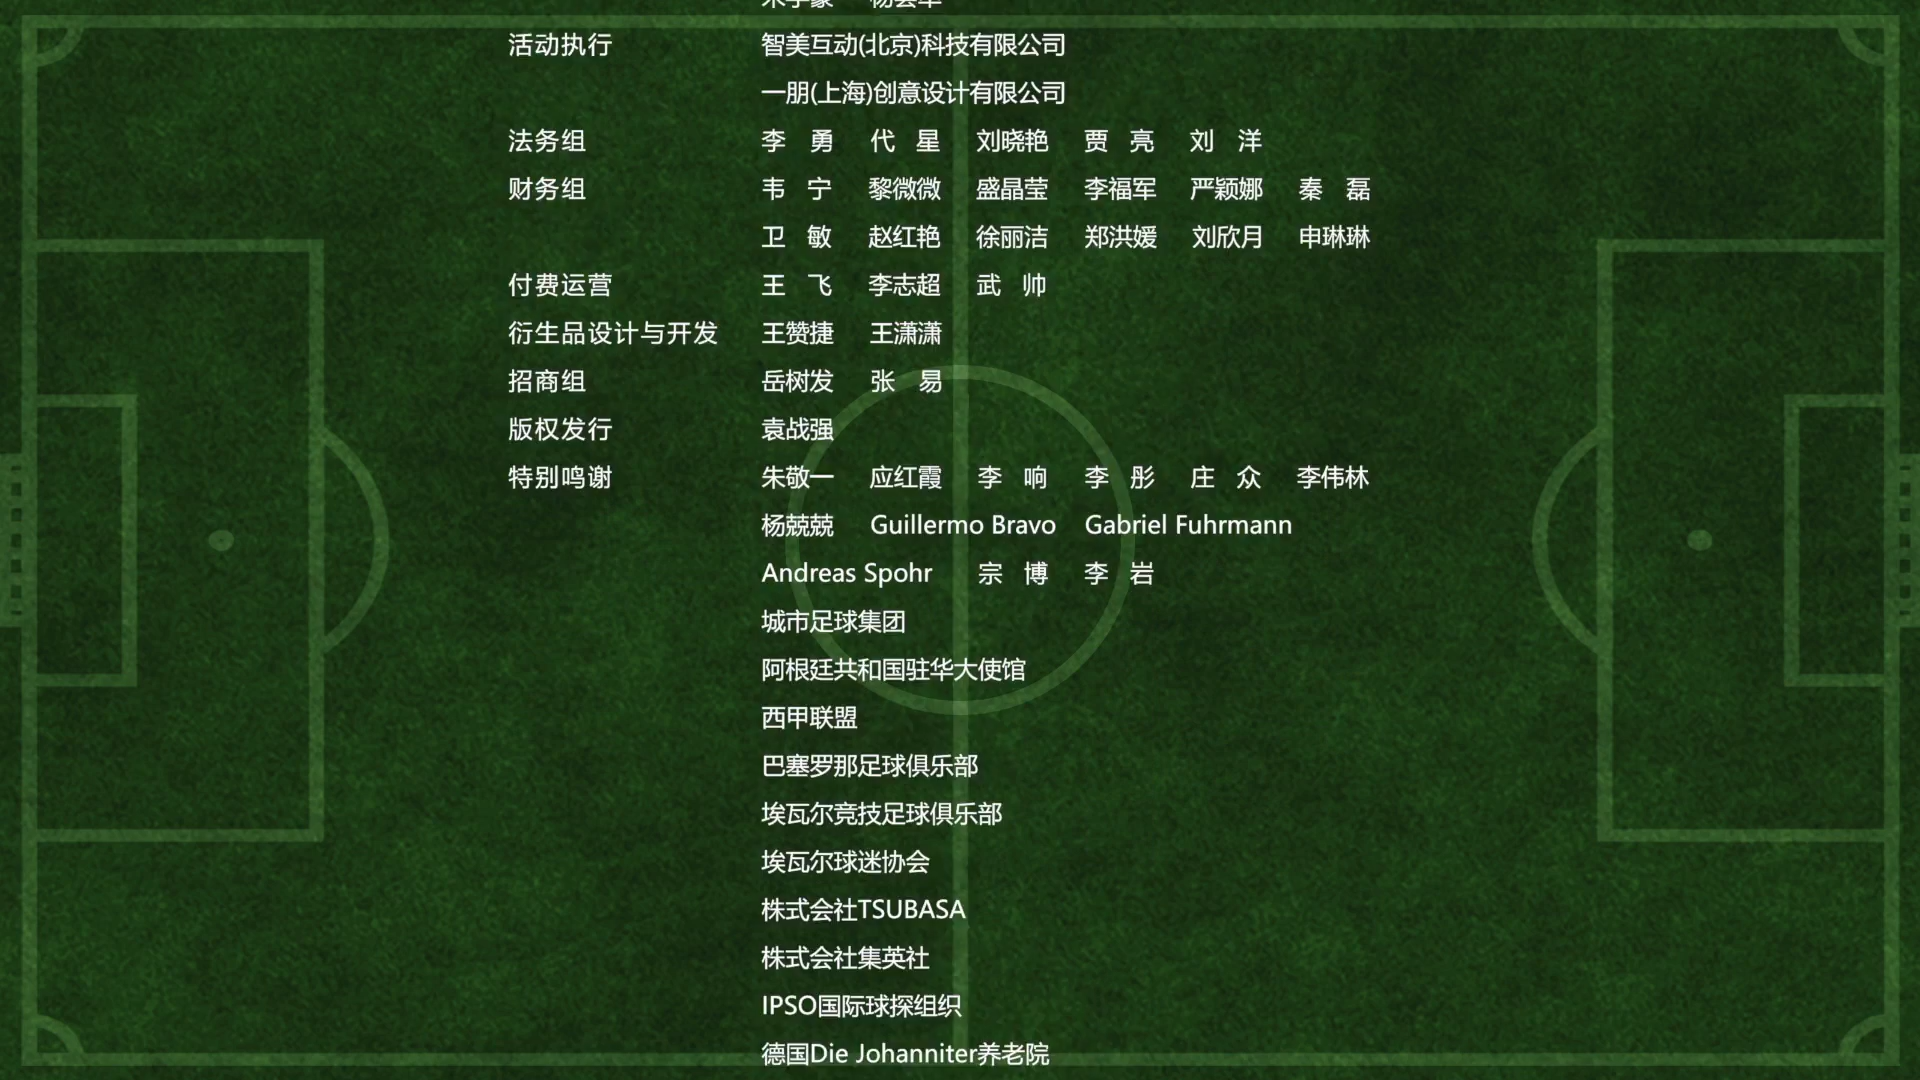 活动执行 智美互动(北京)科技有限公司
一朋(上海)创意设计有限公司
法务组 李 勇 代 星 刘晓艳 贾 亮 刘 洋
财务组 韦 宁 黎微微 盛晶莹 李福军 严颖娜 秦 磊
卫 敏 赵红艳 徐丽洁 郑洪媛 刘欣月 申琳琳
付费运营 王 飞 李志超 武 帅
衍生品设计与开发 王赞捷 王潇潇
招商组 岳树发 张 易
版权发行 袁战强
特别鸣谢 朱敬一 应红霞 李 响 李 彤 庄 众 李伟林
杨兢兢 Guillermo Bravo Gabriel Fuhrmann
Andreas Spohr 宗 博 李 岩
城市足球集团
阿根廷共和国驻华大使馆
西甲联盟
巴塞罗那足球俱乐部
埃瓦尔竞技足球俱乐部
埃瓦尔球迷协会
株式会社TSUBASA
株式会社集英社
IPSO国际球探组织
德国Die Johanniter养老院